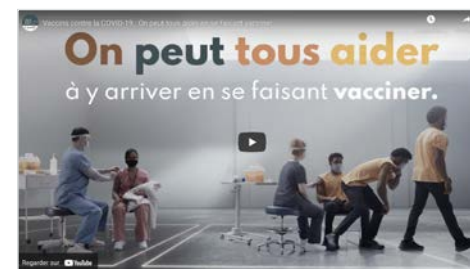 Vaccins contre la COVID-19 : On peut tous aider en se faisant vacciner
On peut tous aider
à y arriver en se faisant vacciner.
Regarder sur YouTube